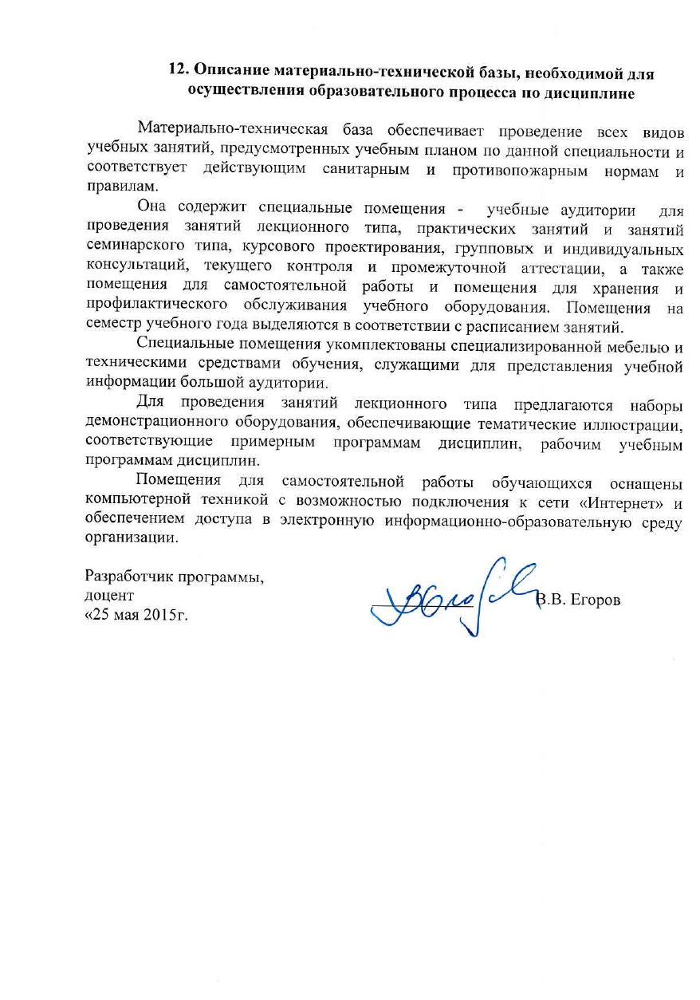 12. Описание материально-технической базы, необходимой для
осуществления образовательного процесса по дисциплине
Материально-техническая база обеспечивает проведение всех видов
учебных занятий, предусмотренных учебным планом по данной специальности и
соответствует действующим санитарным и противопожарным нормам и
правилам.
Она содержит специальные помещения - учебные аудитории для
проведения занятий лекционного типа, практических занятий и занятий
семинарского типа, курсового проектирования, групповых и индивидуальных
консультаций, текущего контроля и промежуточной аттестации, а также
помещения для самостоятельной работы и помещения для хранения и
профилактического обслуживания учебного оборудования. Помещения на
семестр учебного года выделяются в соответствии с расписанием занятий.
Специальные помещения укомплектованы специализированной мебелью и
техническими средствами обучения, служащими для представления учебной
информации большой аудитории.
Для проведения занятий лекционного типа предлагаются наборы
демонстрационного оборудования, обеспечивающие тематические иллюстрации,
соответствующие примерным программам дисциплин, рабочим учебным
программам дисциплин.
Помещения для самостоятельной работы обучающихся оснащены
компьютерной техникой с возможностью подключения к сети «Интернет» и
обеспечением доступа в электронную информационно-образовательную среду
организации.
Разработчик программы,
доцент
В.В. Егоров
«25 мая 2015г.